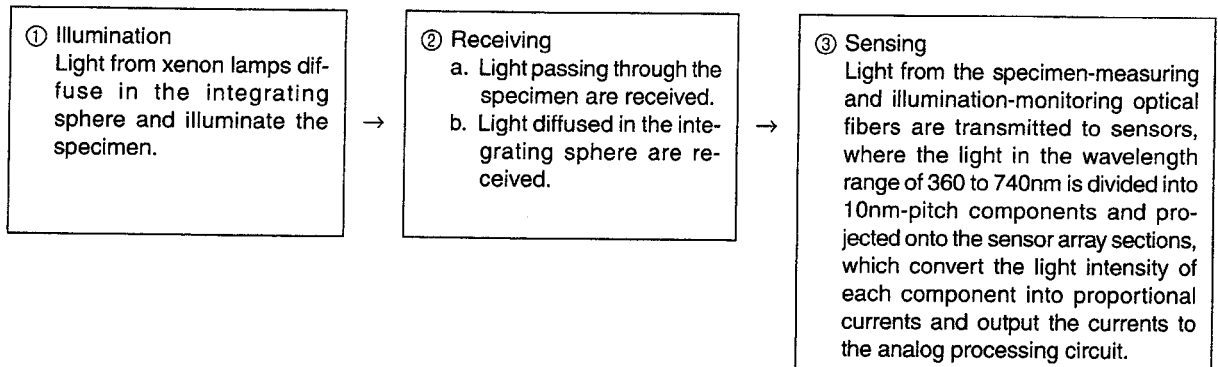 ① Illumination
Light from xenon lamps dif-
fuse in the integrating
sphere and illuminate the
specimen.
→
② Receiving
a. Light passing through the
specimen are received.
b. Light diffused in the inte-
grating sphere are re-
ceived.
→
③ Sensing
Light from the specimen-measuring
and illumination-monitoring optical
fibers are transmitted to sensors,
where the light in the wavelength
range of 360 to 740nm is divided into
10nm-pitch components and pro-
jected onto the sensor array sections,
which convert the light intensity of
each component into proportional
currents and output the currents to
the analog processing circuit.